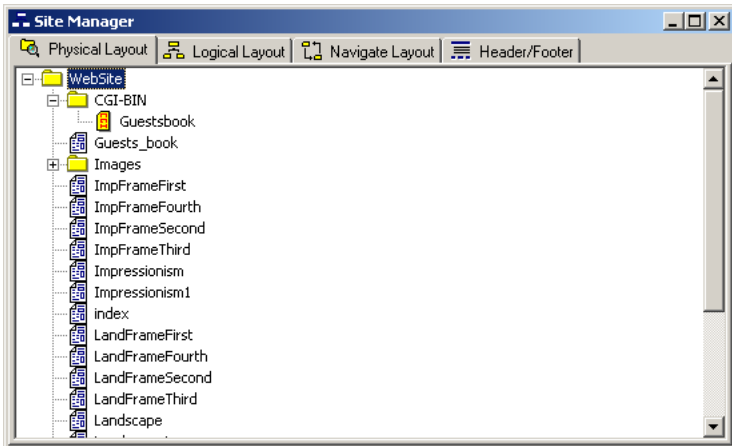 Site Manager
Physical Layout Logical Layout Navigate Layout Header/Footer
WebSite
CGI-BIN
Guestsbook
Guests_book
Images
ImpFrameFirst
ImpFrameFourth
ImpFrameSecond
ImpFrameThird
Impressionism
Impressionism1
index
LandFrameFirst
LandFrameFourth
LandFrameSecond
LandFrameThird
Landscape